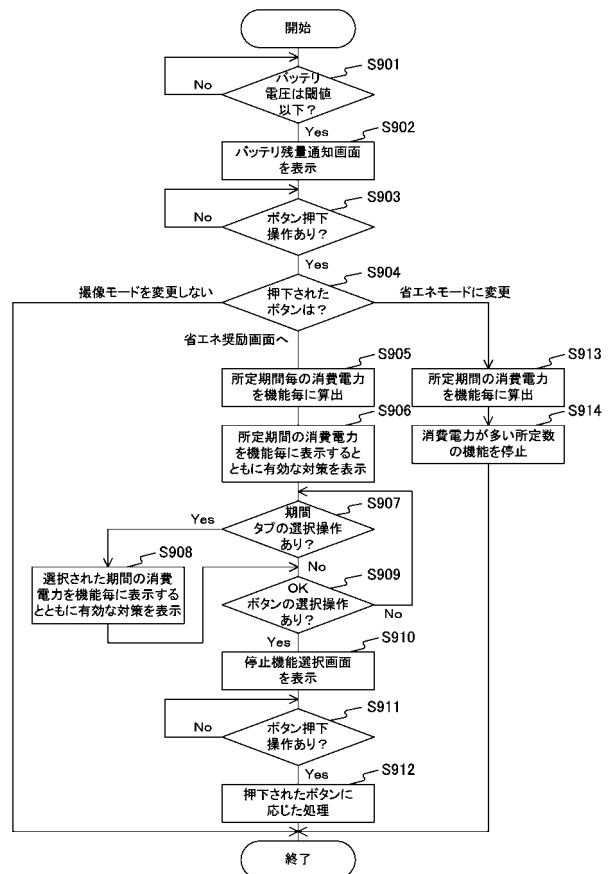 開始
S901
バッテリ
電圧は閾値
以下？
No
Yes
S902
バッテリ残量通知画面
を表示
S903
ボタン押下
操作あり？
No
Yes
S904
押下された
ボタンは？
撮像モードを変更しない
省エネモードに変更
省エネ奨励画面へ
S905
所定期間毎の消費電力
を機能毎に算出
S913
所定期間の消費電力
を機能毎に算出
S906
所定期間の消費電力
を機能毎に表示すると
ともに有効な対策を表示
S914
消費電力が多い所定数
の機能を停止
S907
期間
タブの選択操作
あり？
Yes
No
S908
選択された期間の消費
電力を機能毎に表示する
とともに有効な対策を表示
S909
OK
ボタンの選択操作
あり？
No
Yes
S910
停止機能選択画面
を表示
S911
ボタン押下
操作あり？
No
Yes
S912
押下されたボタンに
応じた処理
終了